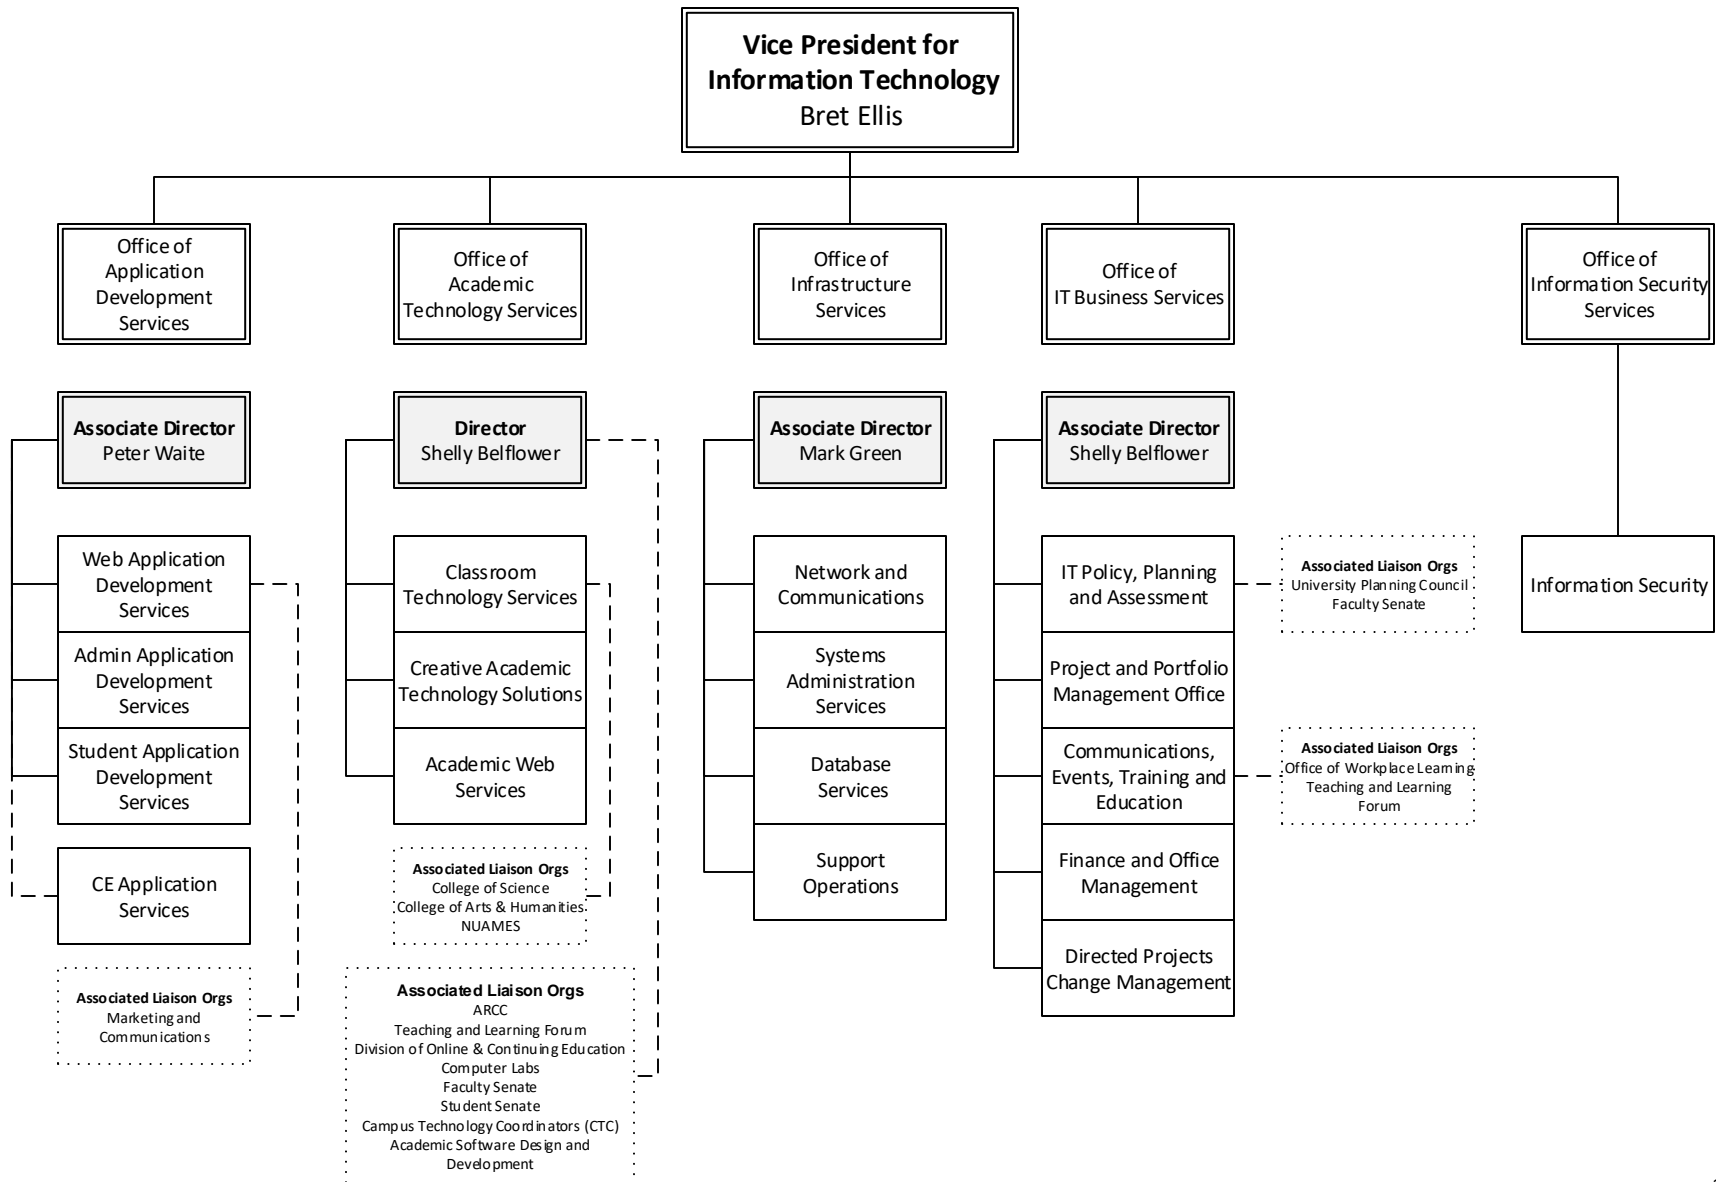 Vice President for
Information Technology
Bret Ellis
Office of
Application
Development
Services
Office of
Academic
Technology Services
Office of
Infrastructure
Services
Office of
IT Business Services
Office of
Information Security
Services
Associate Director
Peter Waite
Director
Shelly Belflower
Associate Director
Mark Green
Associate Director
Shelly Belflower
Web Application
Development
Services
Admin Application
Development
Services
Student Application
Development
Services
CE Application
Services
Associated Liaison Orgs
Marketing and
Communications
Classroom
Technology Services
Creative Academic
Technology Solutions
Academic Web
Services
Associated Liaison Orgs
College of Science
College of Arts & Humanities
NUAMES
Associated Liaison Orgs
ARCC
Teaching and Learning Forum
Division of Online & Continuing Education
Computer Labs
Faculty Senate
Student Senate
Campus Technology Coordinators (CTC)
Academic Software Design and
Development
Network and
Communications
Systems
Administration
Services
Database
Services
Support
Operations
IT Policy, Planning
and Assessment
Project and Portfolio
Management Office
Communications,
Events, Training and
Education
Finance and Office
Management
Directed Projects
Change Management
Associated Liaison Orgs
University Planning Council
Faculty Senate
Associated Liaison Orgs
Office of Workplace Learning
Teaching and Learning
Forum
Information Security